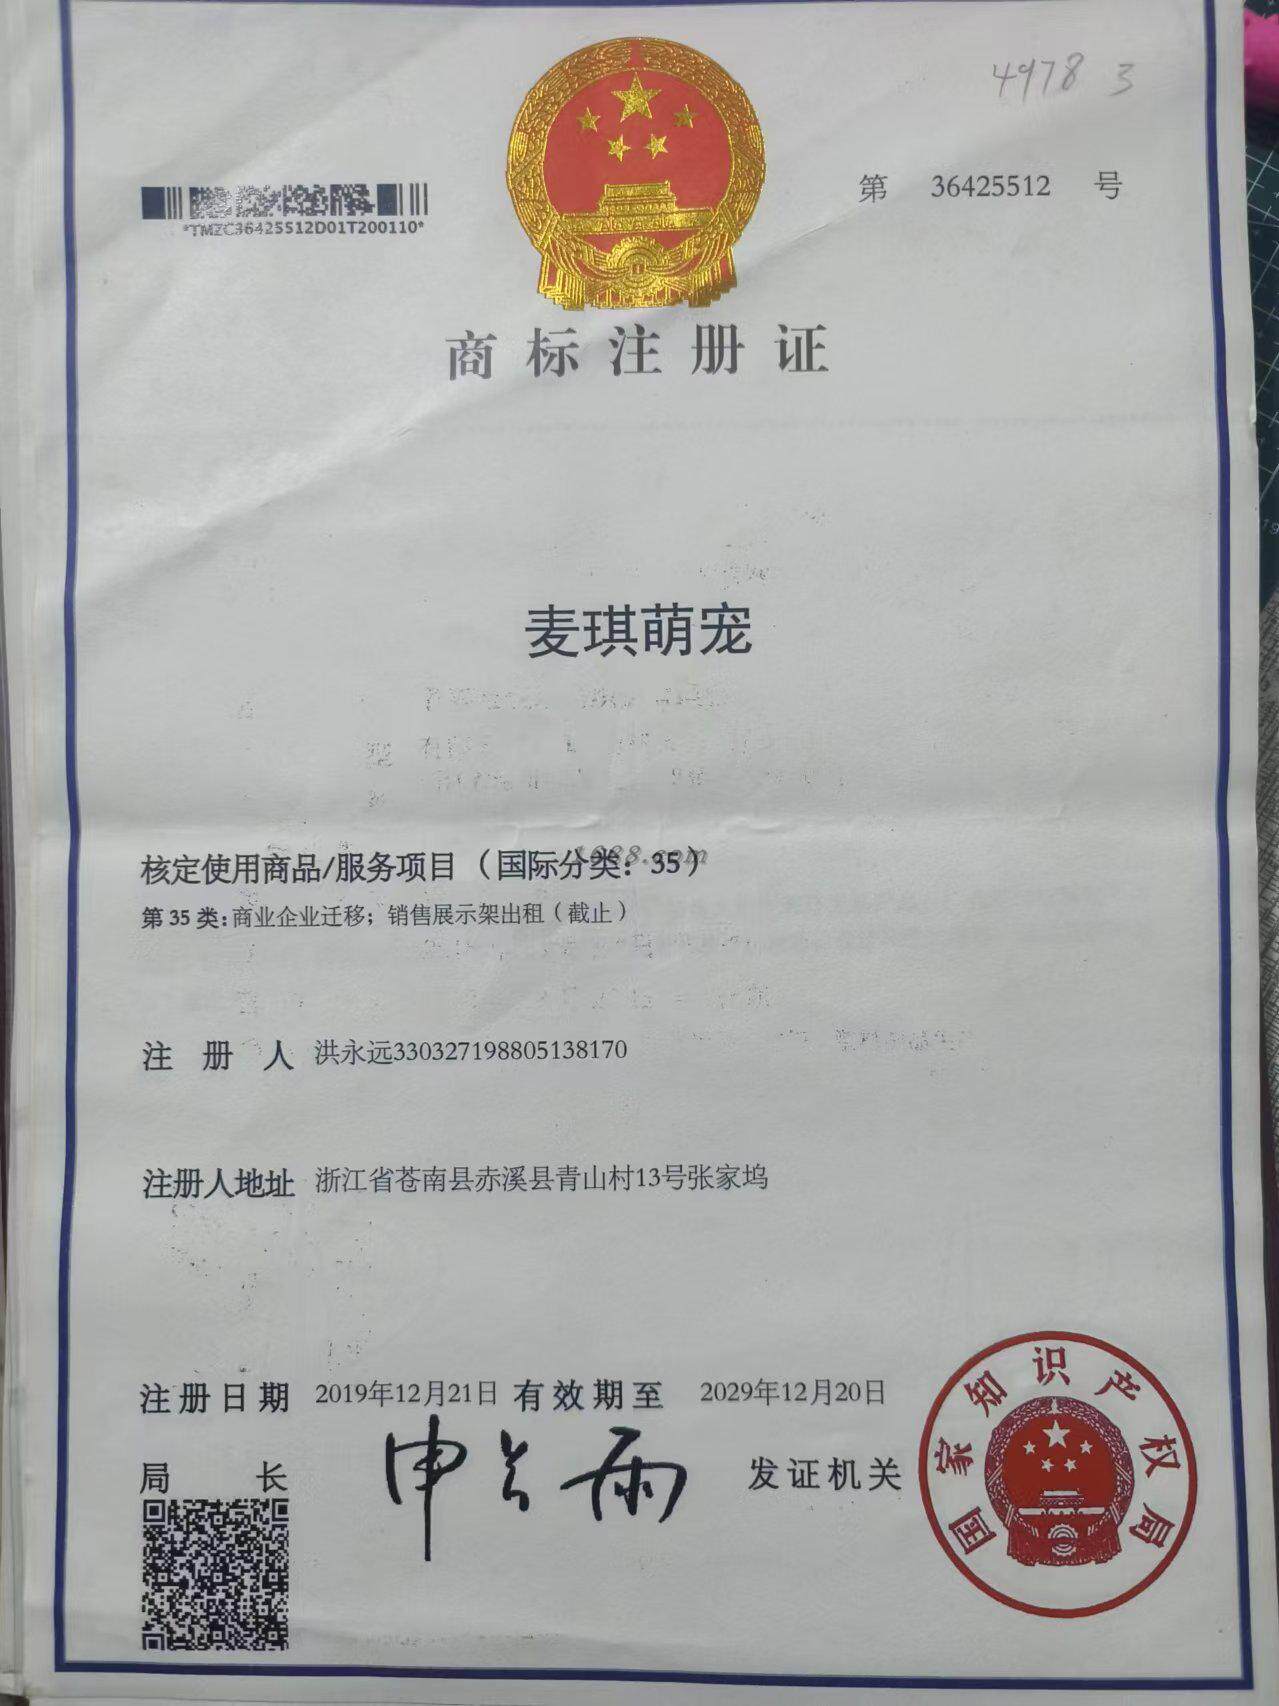 4978 3
第 36425512 号
*TMZC36425512D01T200110*
商标注册证
麦琪萌宠
核定使用商品/服务项目（国际分类：35）
第 35 类：商业企业迁移；销售展示架出租（截止）
注册人 洪永远330327198805138170
注册人地址 浙江省苍南县赤溪县青山村13号张家坞
注册日期 2019年12月21日 有效期至 2029年12月20日
局长 申长雨 发证机关
国家知识产权局